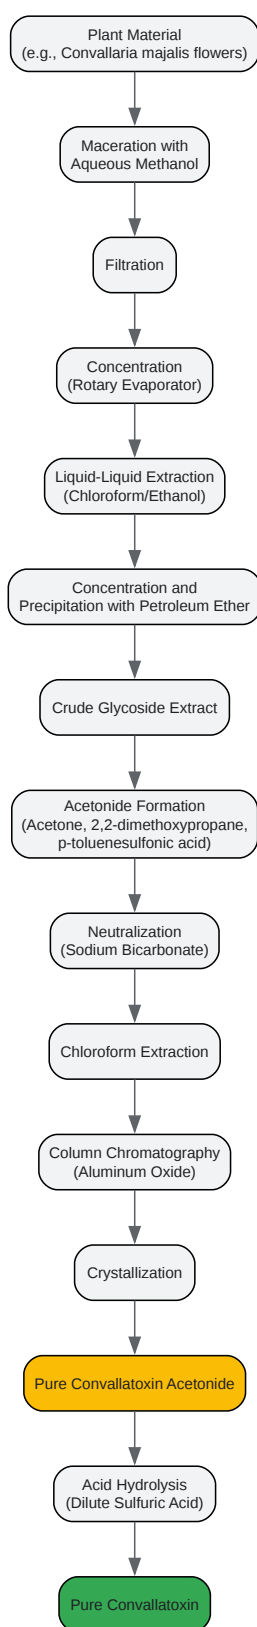 Plant Material
(e.g., Convallaria majalis flowers)
Maceration with
Aqueous Methanol
Filtration
Concentration
(Rotary Evaporator)
Liquid-Liquid Extraction
(Chloroform/Ethanol)
Concentration and
Precipitation with Petroleum Ether
Crude Glycoside Extract
Acetonide Formation
(Acetone, 2,2-dimethoxypropane,
p-toluenesulfonic acid)
Neutralization
(Sodium Bicarbonate)
Chloroform Extraction
Column Chromatography
(Aluminum Oxide)
Crystallization
Pure Convallatoxin Acetonide
Acid Hydrolysis
(Dilute Sulfuric Acid)
Pure Convallatoxin